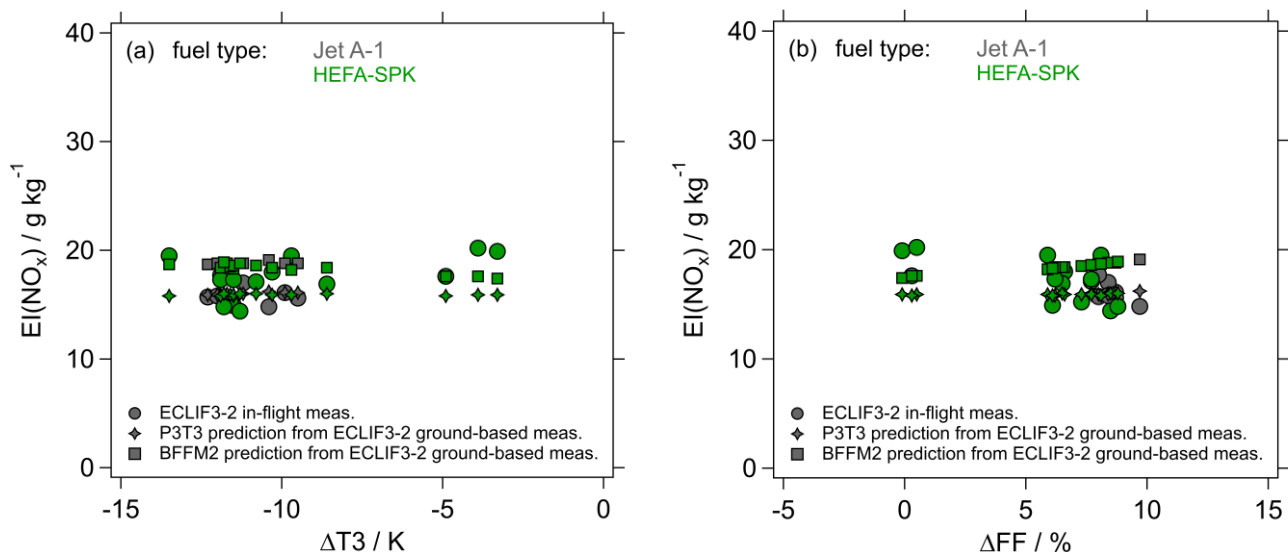 (a) fuel type: Jet A-1
HEFA-SPK
EI(NOx) / g kg-1
40
30
20
10
0
ECLIF3-2 in-flight meas.
P3T3 prediction from ECLIF3-2 ground-based meas.
BFFM2 prediction from ECLIF3-2 ground-based meas.
-15 -10 -5 0
ΔT3 / K
(b) fuel type: Jet A-1
HEFA-SPK
EI(NOx) / g kg-1
40
30
20
10
0
ECLIF3-2 in-flight meas.
P3T3 prediction from ECLIF3-2 ground-based meas.
BFFM2 prediction from ECLIF3-2 ground-based meas.
-5 0 5 10 15
ΔFF / %